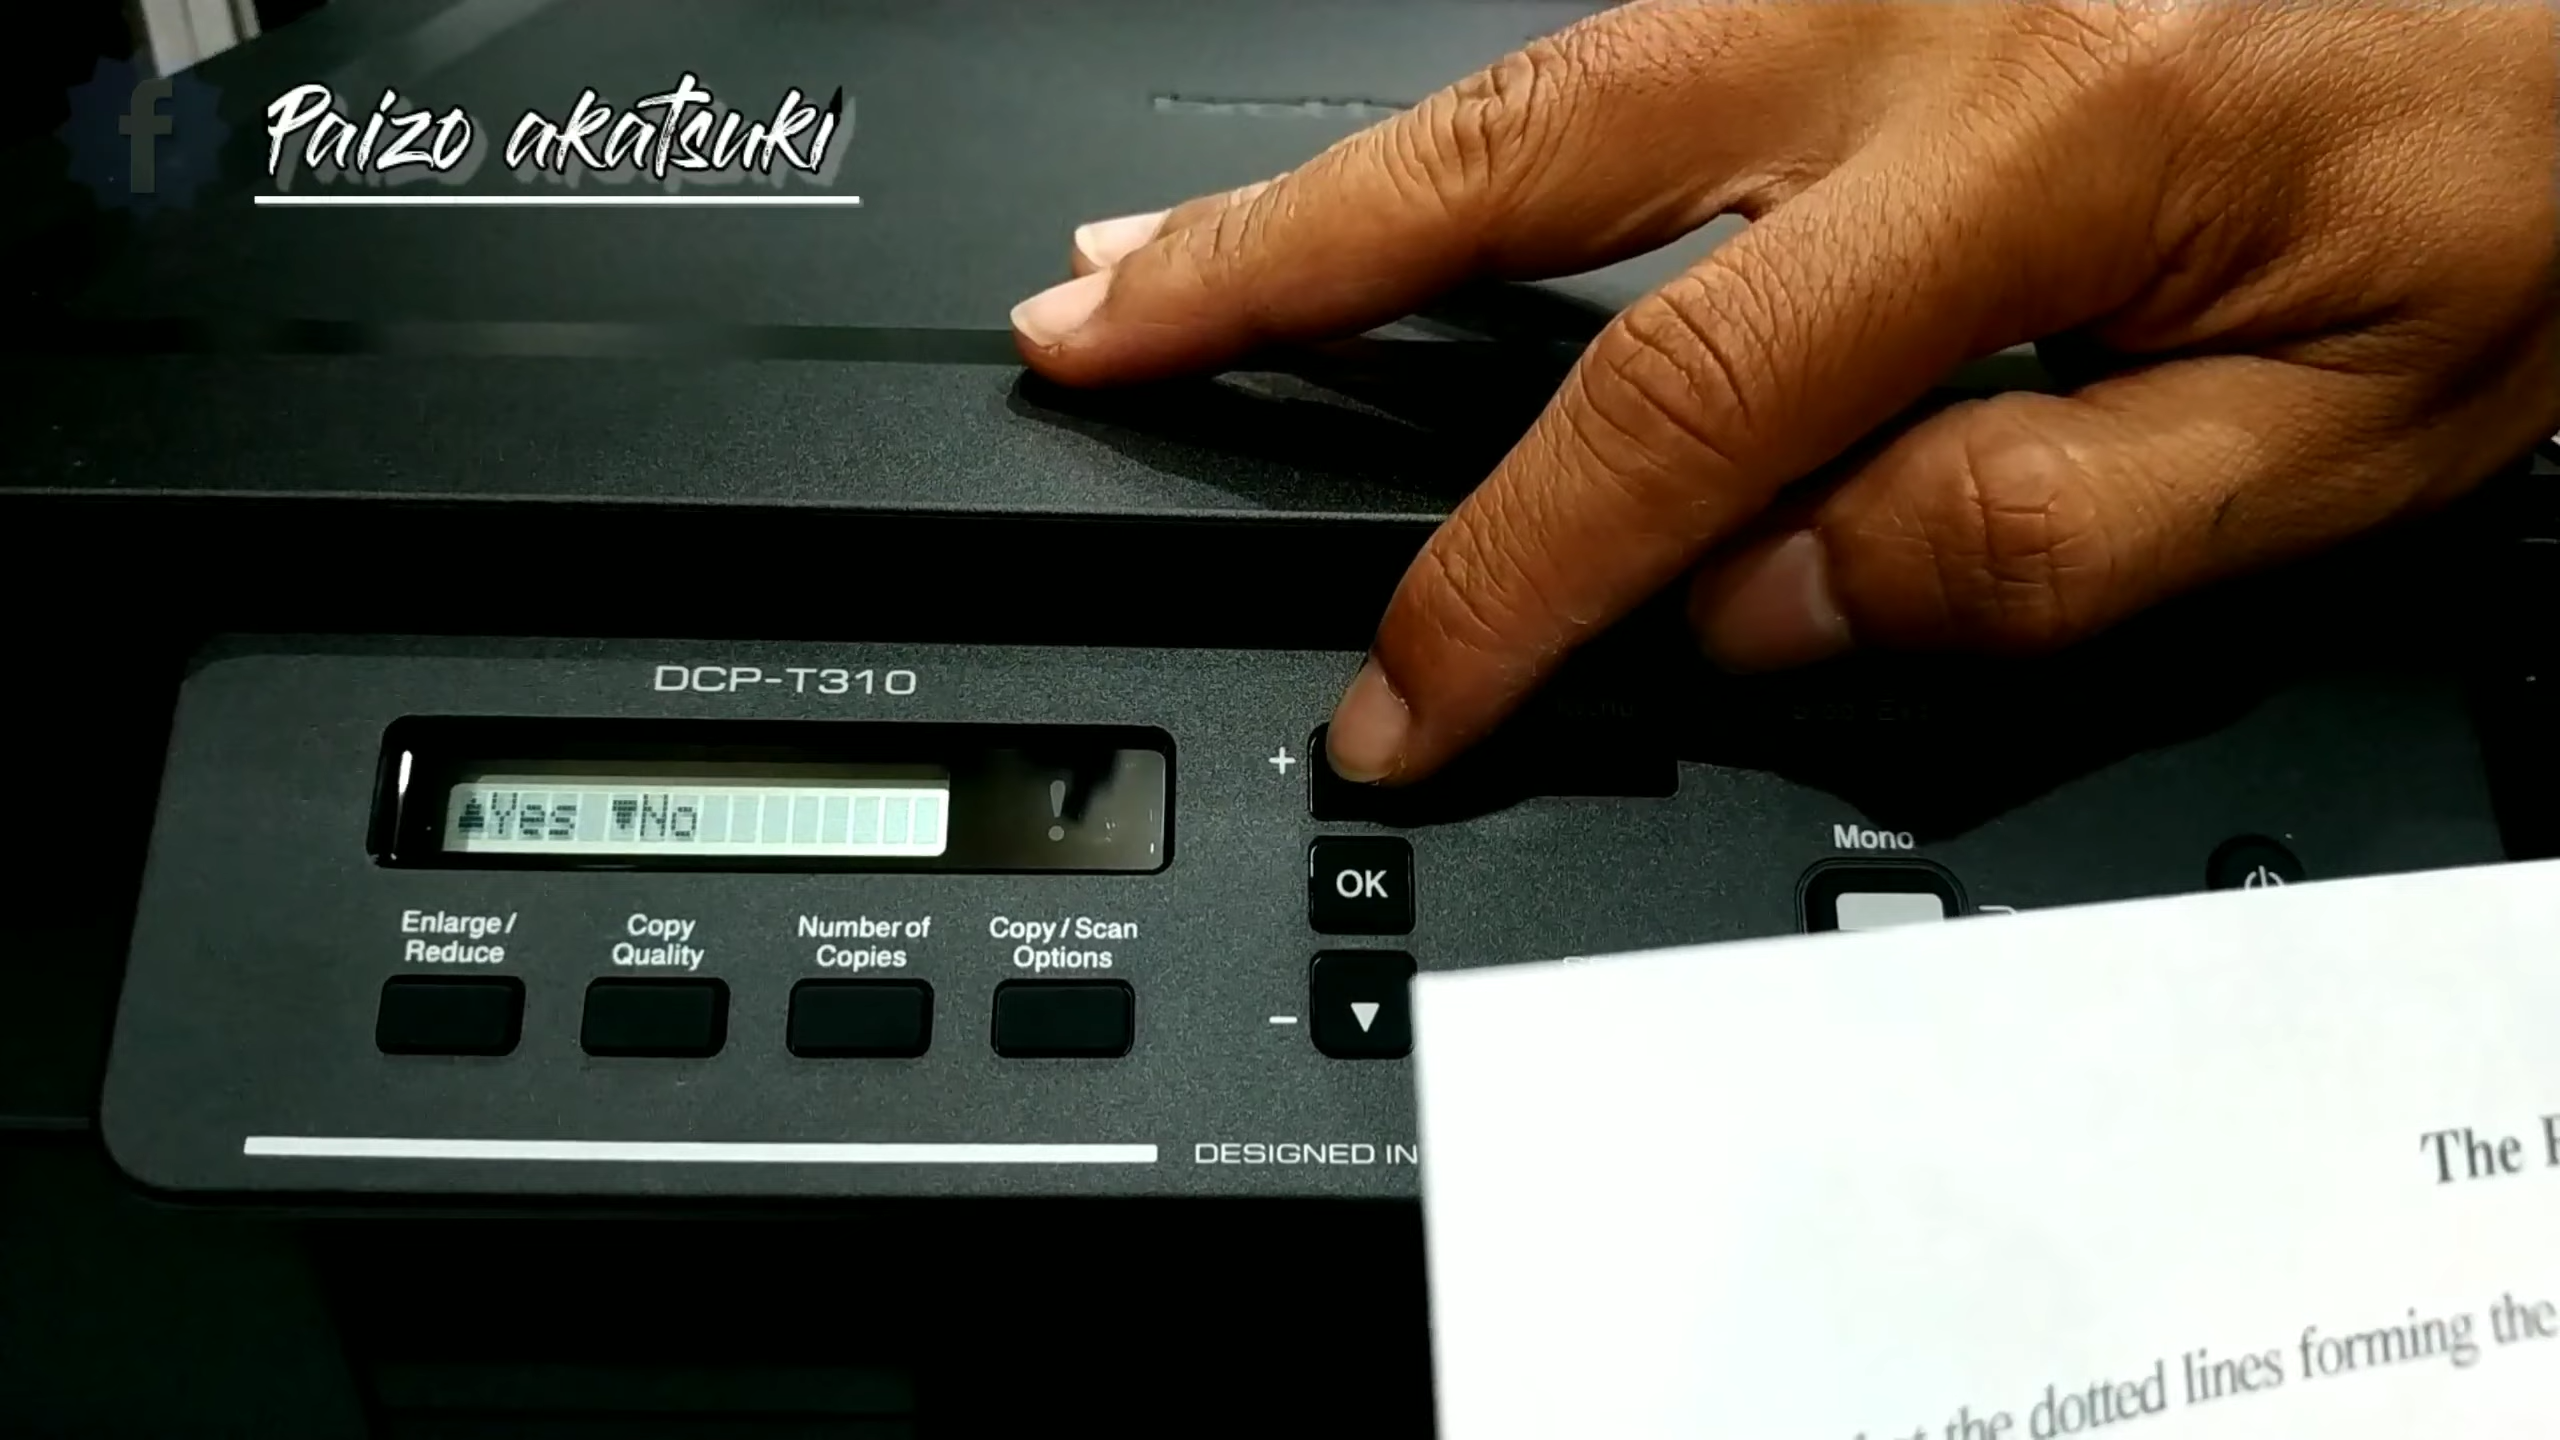 f
Paizo akatsuki
DCP-T310
+
▲Yes ▼No
!
OK
Mono
Enlarge / Reduce
Copy Quality
Number of Copies
Copy / Scan Options
−
▼
DESIGNED IN
The
the dotted lines forming the